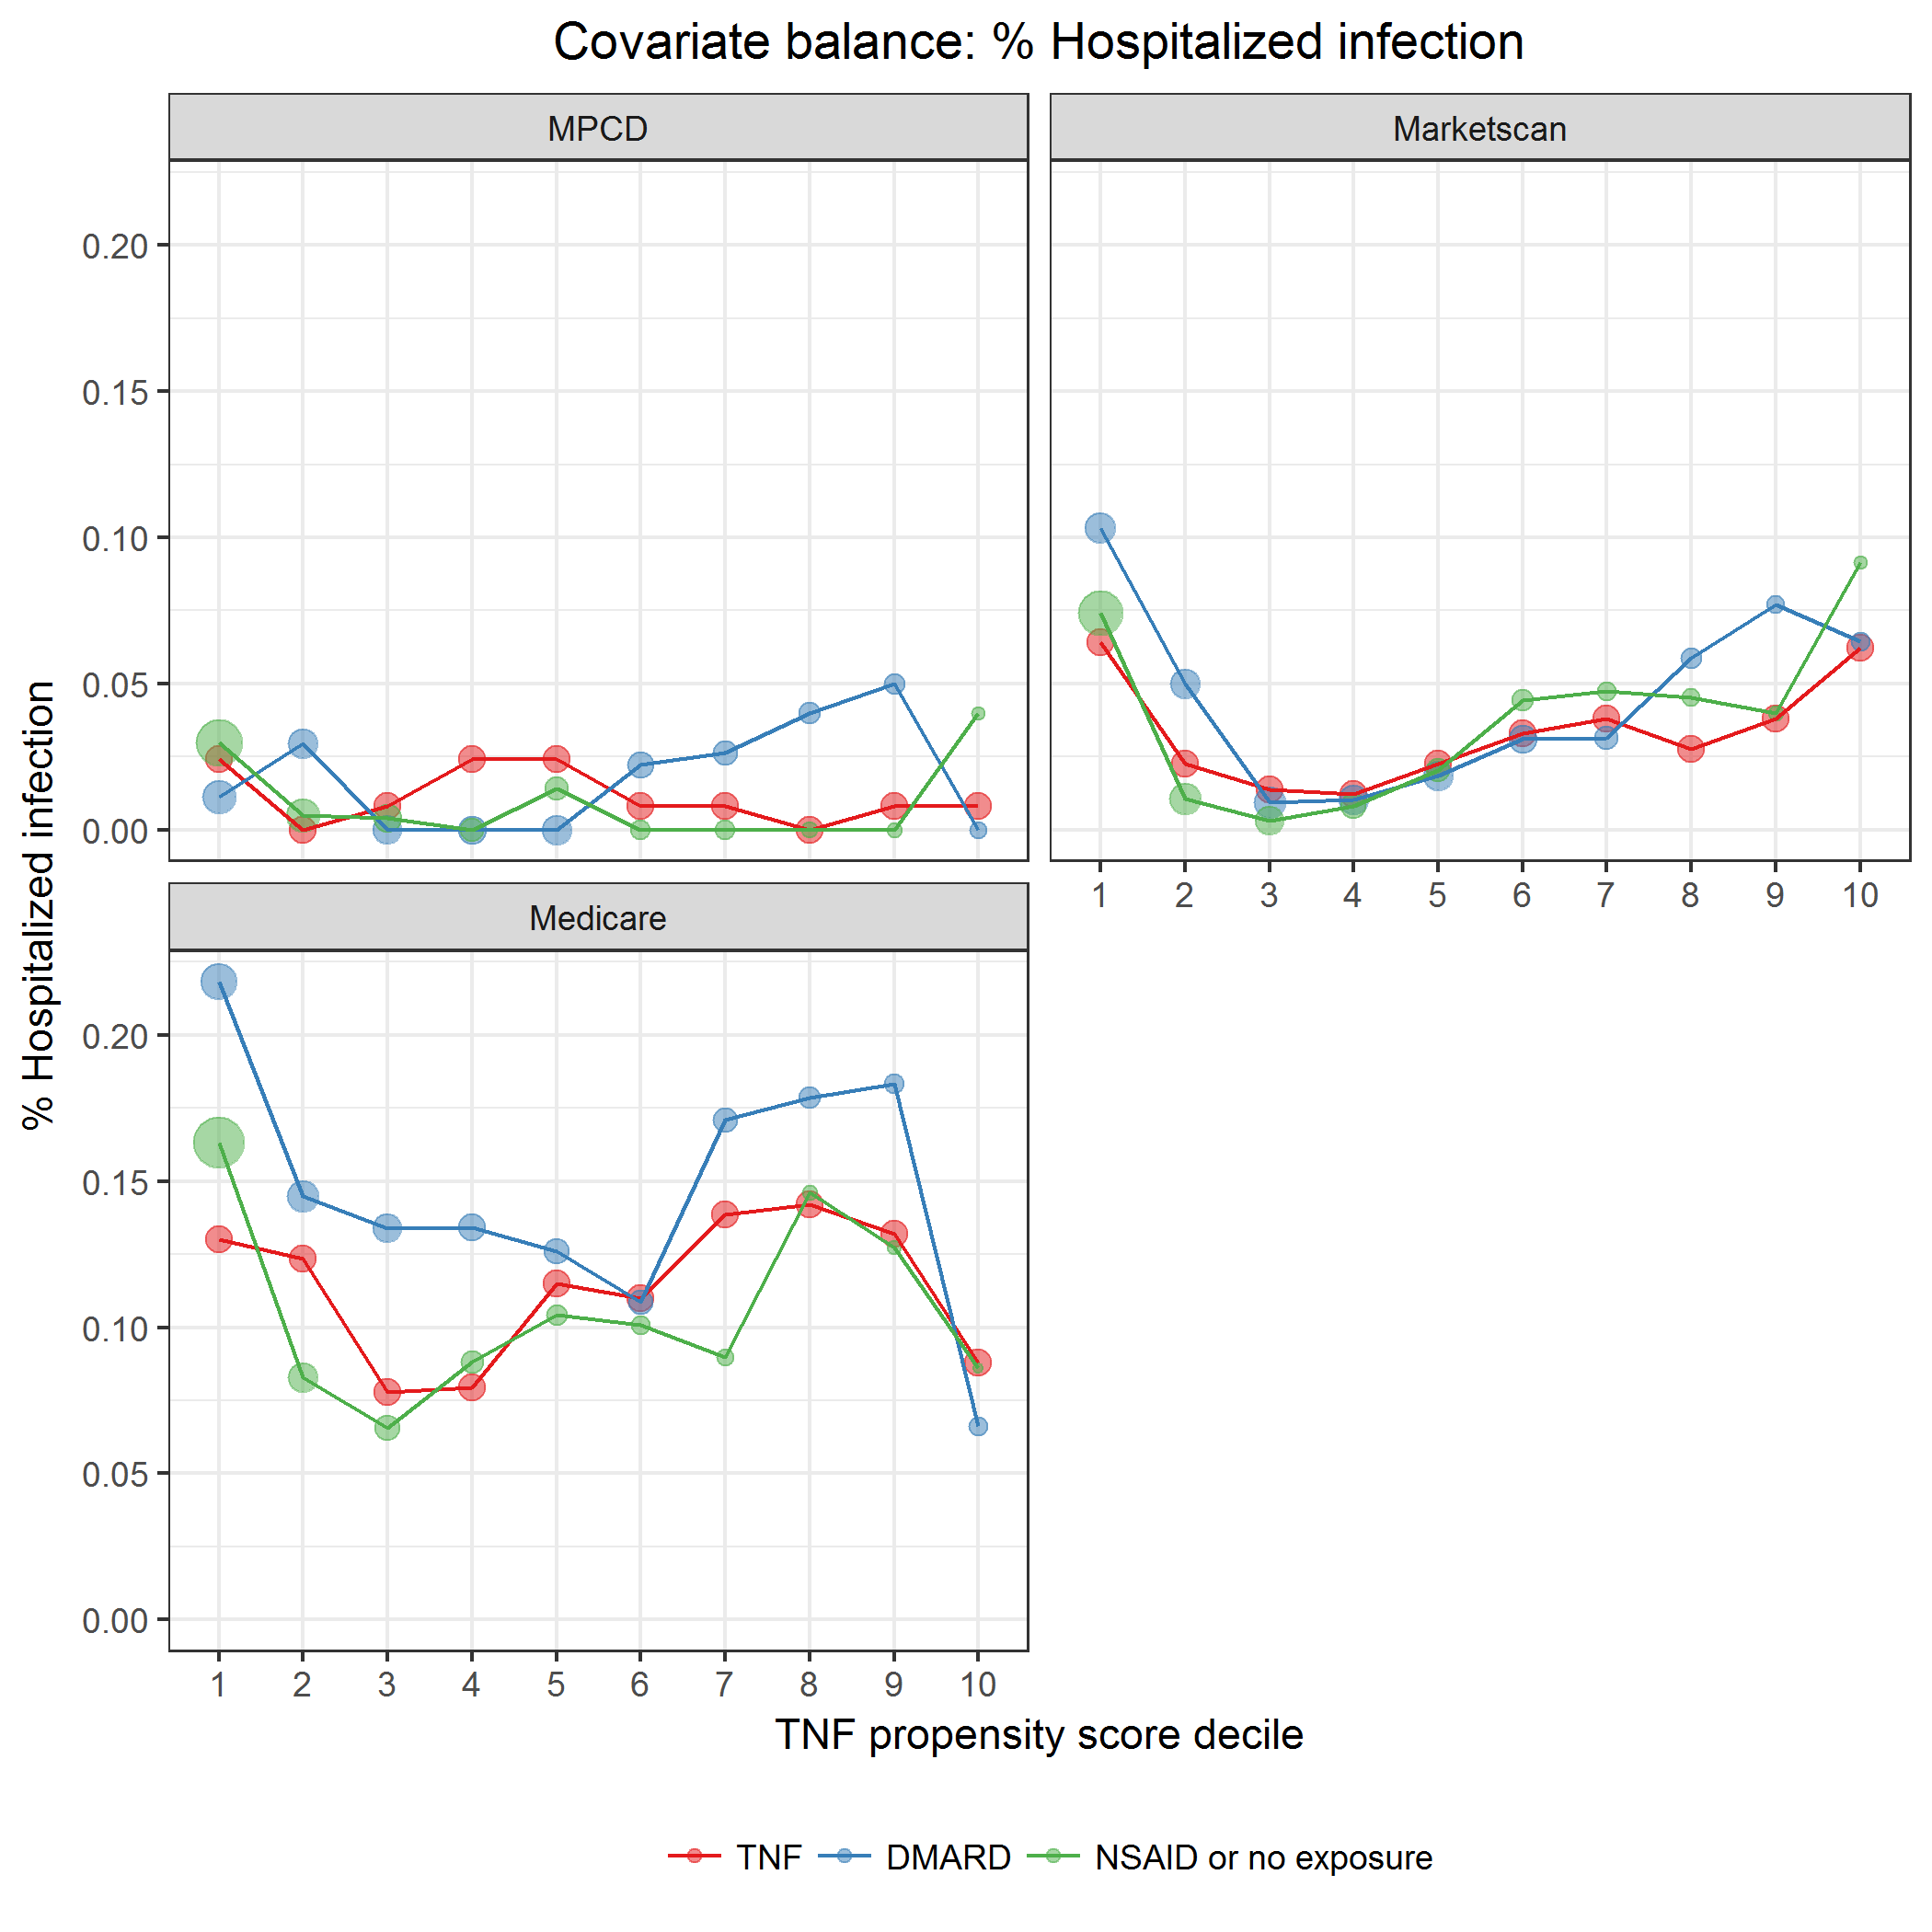 Covariate balance: % Hospitalized infection
MPCD
Marketscan
0.20
0.15
0.10
0.05
0.00
1 2 3 4 5 6 7 8 9 10
Medicare
0.20
0.15
0.10
0.05
0.00
1 2 3 4 5 6 7 8 9 10
% Hospitalized infection
TNF propensity score decile
TNF DMARD NSAID or no exposure